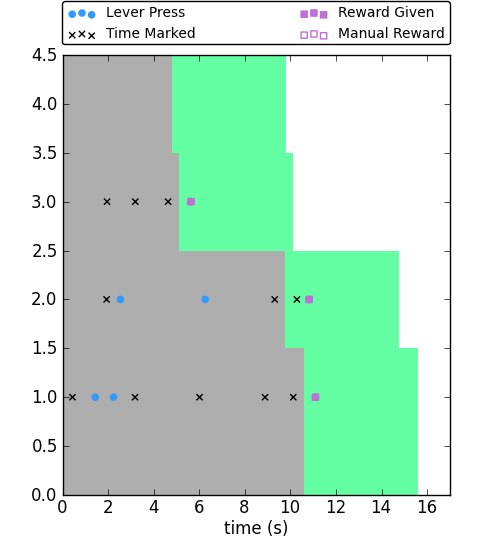 Lever Press
Reward Given
Time Marked
Manual Reward
4.5
4.0
3.5
3.0
2.5
2.0
1.5
1.0
0.5
0.0
0 2 4 6 8 10 12 14 16
time (s)